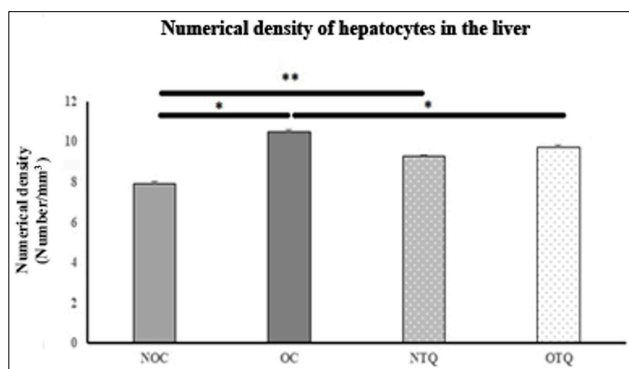 Numerical density of hepatocytes in the liver
**
*
*
Numerical density
(Number/mm³)
12
10
8
6
4
2
0
NOC OC NTQ OTQ